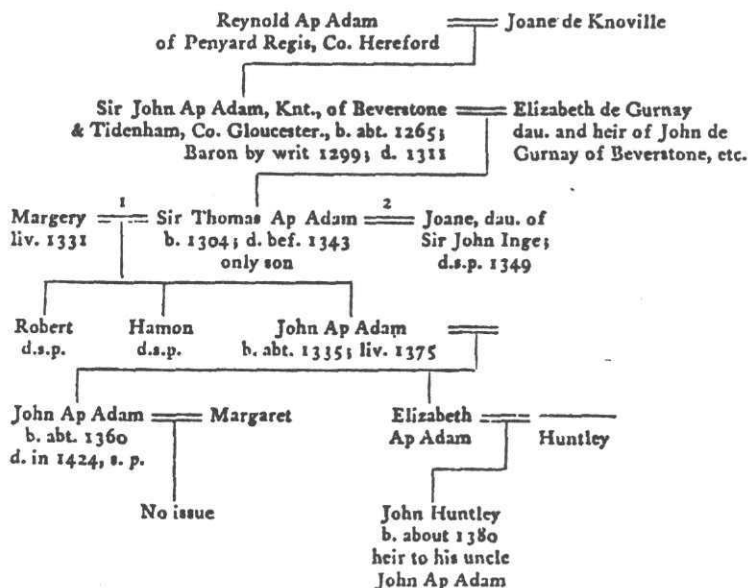 Reynold Ap Adam
of Penyard Regis, Co. Hereford
Joane de Knoville
Sir John Ap Adam, Knt., of Beverstone
& Tidenham, Co. Gloucester., b. abt. 1265;
Baron by writ 1299; d. 1311
Elizabeth de Gurnay
dau. and heir of John de
Gurnay of Beverstone, etc.
Margery
liv. 1331
1
Sir Thomas Ap Adam
b. 1304; d. bef. 1343
only son
2
Joane, dau. of
Sir John Inge;
d.s.p. 1349
Robert
d.s.p.
Hamon
d.s.p.
John Ap Adam
b. abt. 1335; liv. 1375
John Ap Adam
b. abt. 1360
d. in 1424, s. p.
Margaret
Elizabeth
Ap Adam
Huntley
No issue
John Huntley
b. about 1380
heir to his uncle
John Ap Adam